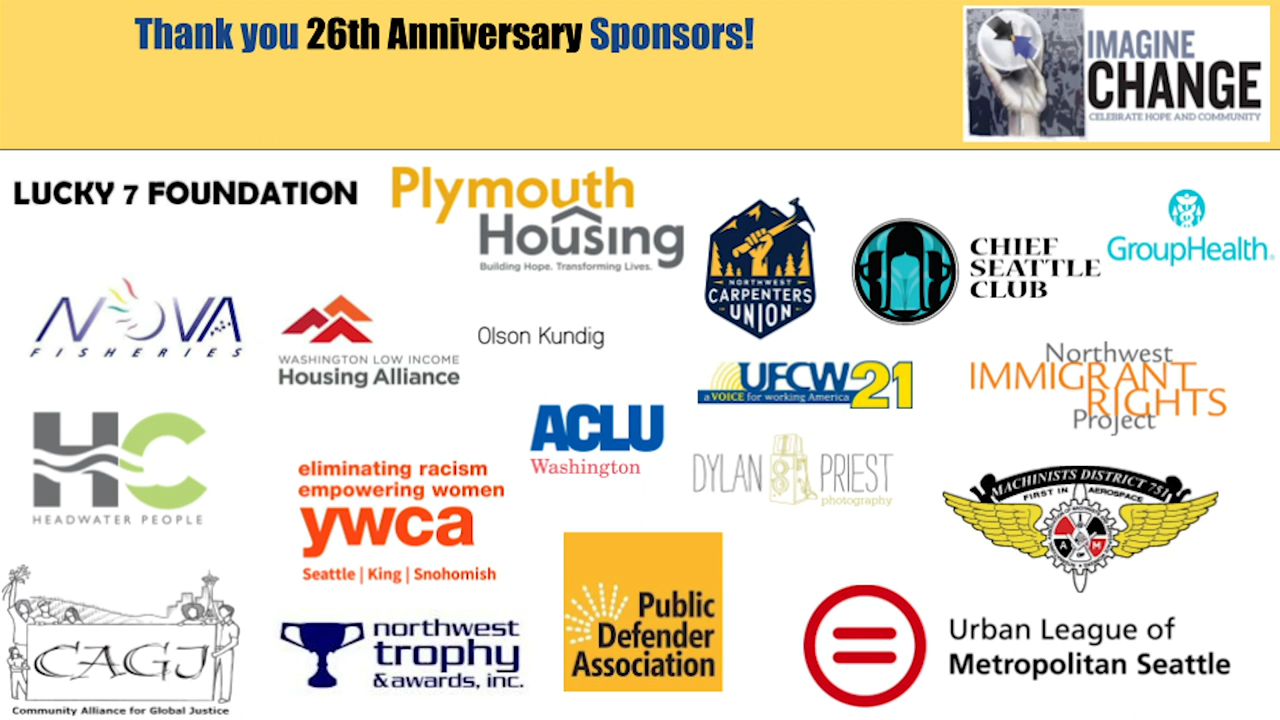 Thank you 26th Anniversary Sponsors!
IMAGINE
CHANGE
CELEBRATE HOPE AND COMMUNITY
LUCKY 7 FOUNDATION
Plymouth
Housing
Building Hope. Transforming Lives.
NORTHWEST
CARPENTERS
UNION
CHIEF
SEATTLE
CLUB
GroupHealth®
NOVA
FISHERIES
WASHINGTON LOW INCOME
Housing Alliance
Olson Kundig
UFCW 21
a VOICE for working America
Northwest
IMMIGRANT
RIGHTS
Project
HC
HEADWATER PEOPLE
ACLU
Washington
DYLAN PRIEST
photography
eliminating racism
empowering women
ywca
Seattle | King | Snohomish
MACHINISTS DISTRICT 751
FIRST IN AEROSPACE
I A M
CAGJ
Community Alliance for Global Justice
northwest
trophy
& awards, inc.
Public
Defender
Association
Urban League of
Metropolitan Seattle